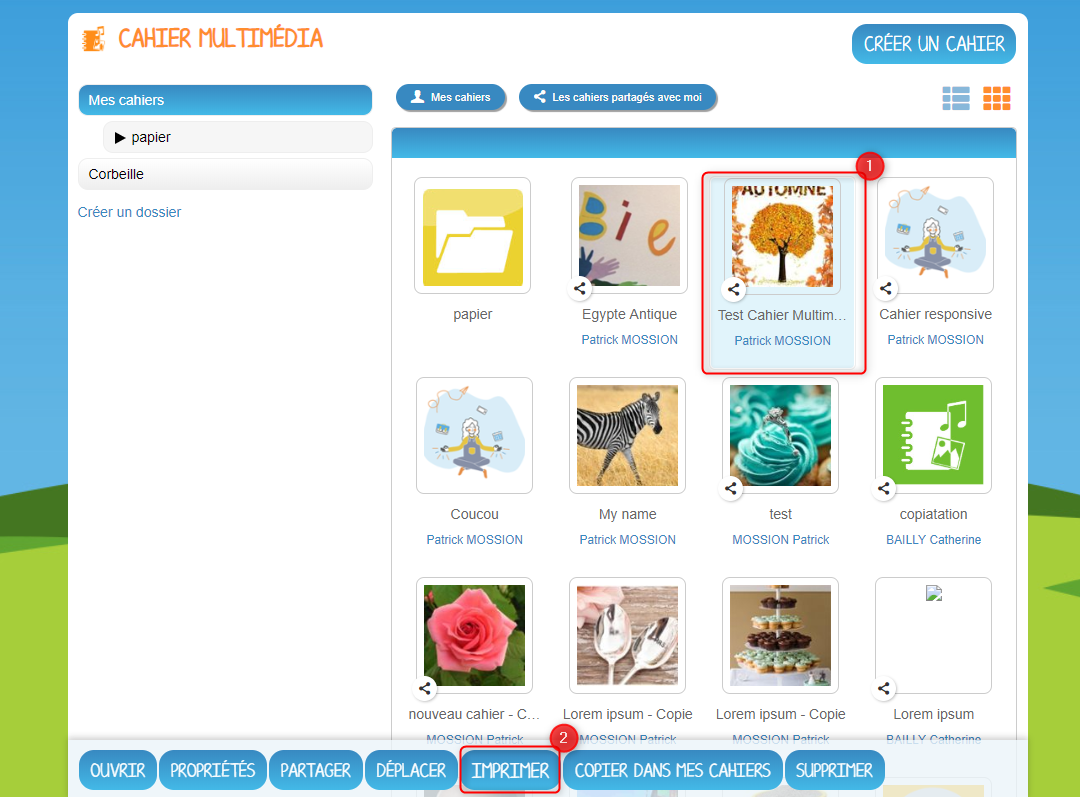 CAHIER MULTIMÉDIA
CRÉER UN CAHIER
Mes cahiers
▶ papier
Corbeille
Créer un dossier
Mes cahiers
Les cahiers partagés avec moi
1
AUTOMNE
B i e
papier
Egypte Antique
Test Cahier Multim...
Cahier responsive
Patrick MOSSION
Patrick MOSSION
Patrick MOSSION
Coucou
My name
test
copiatation
Patrick MOSSION
Patrick MOSSION
MOSSION Patrick
BAILLY Catherine
nouveau cahier - C...
Lorem ipsum - Copie
Lorem ipsum - Copie
Lorem ipsum
MOSSION Patrick
MOSSION Patrick
MOSSION Patrick
BAILLY Catherine
2
OUVRIR
PROPRIÉTÉS
PARTAGER
DÉPLACER
IMPRIMER
COPIER DANS MES CAHIERS
SUPPRIMER